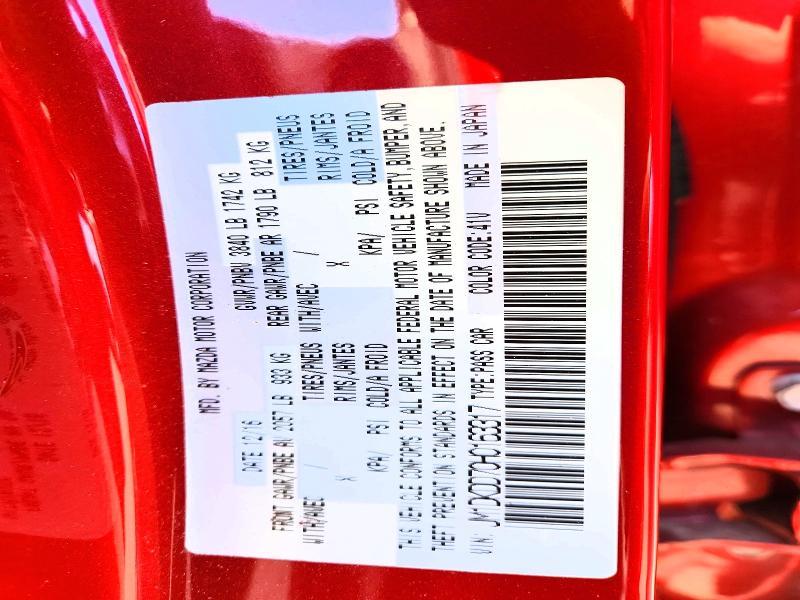 MFD. BY MAZDA MOTOR CORPORATION
DATE 12/16 GVWR/PNBV 3840 LB 1742 KG
FRONT GAWR/PNBE AV 2057 LB 933 KG REAR GAWR/PNBE AR 1790 LB 812 KG
WITH/AVEC / TIRES/PNEUS WITH/AVEC / TIRES/PNEUS
X RIMS/JANTES X RIMS/JANTES
KPA/ PSI COLD/A FROID KPA/ PSI COLD/A FROID
THIS VEHICLE CONFORMS TO ALL APPLICABLE FEDERAL MOTOR VEHICLE SAFETY,BUMPER,AND
THEFT PREVENTION STANDARDS IN EFFECT ON THE DATE OF MANUFACTURE SHOWN ABOVE.
VIN: TYPE:PASS CAR COLOR CODE:41V MADE IN JAPAN